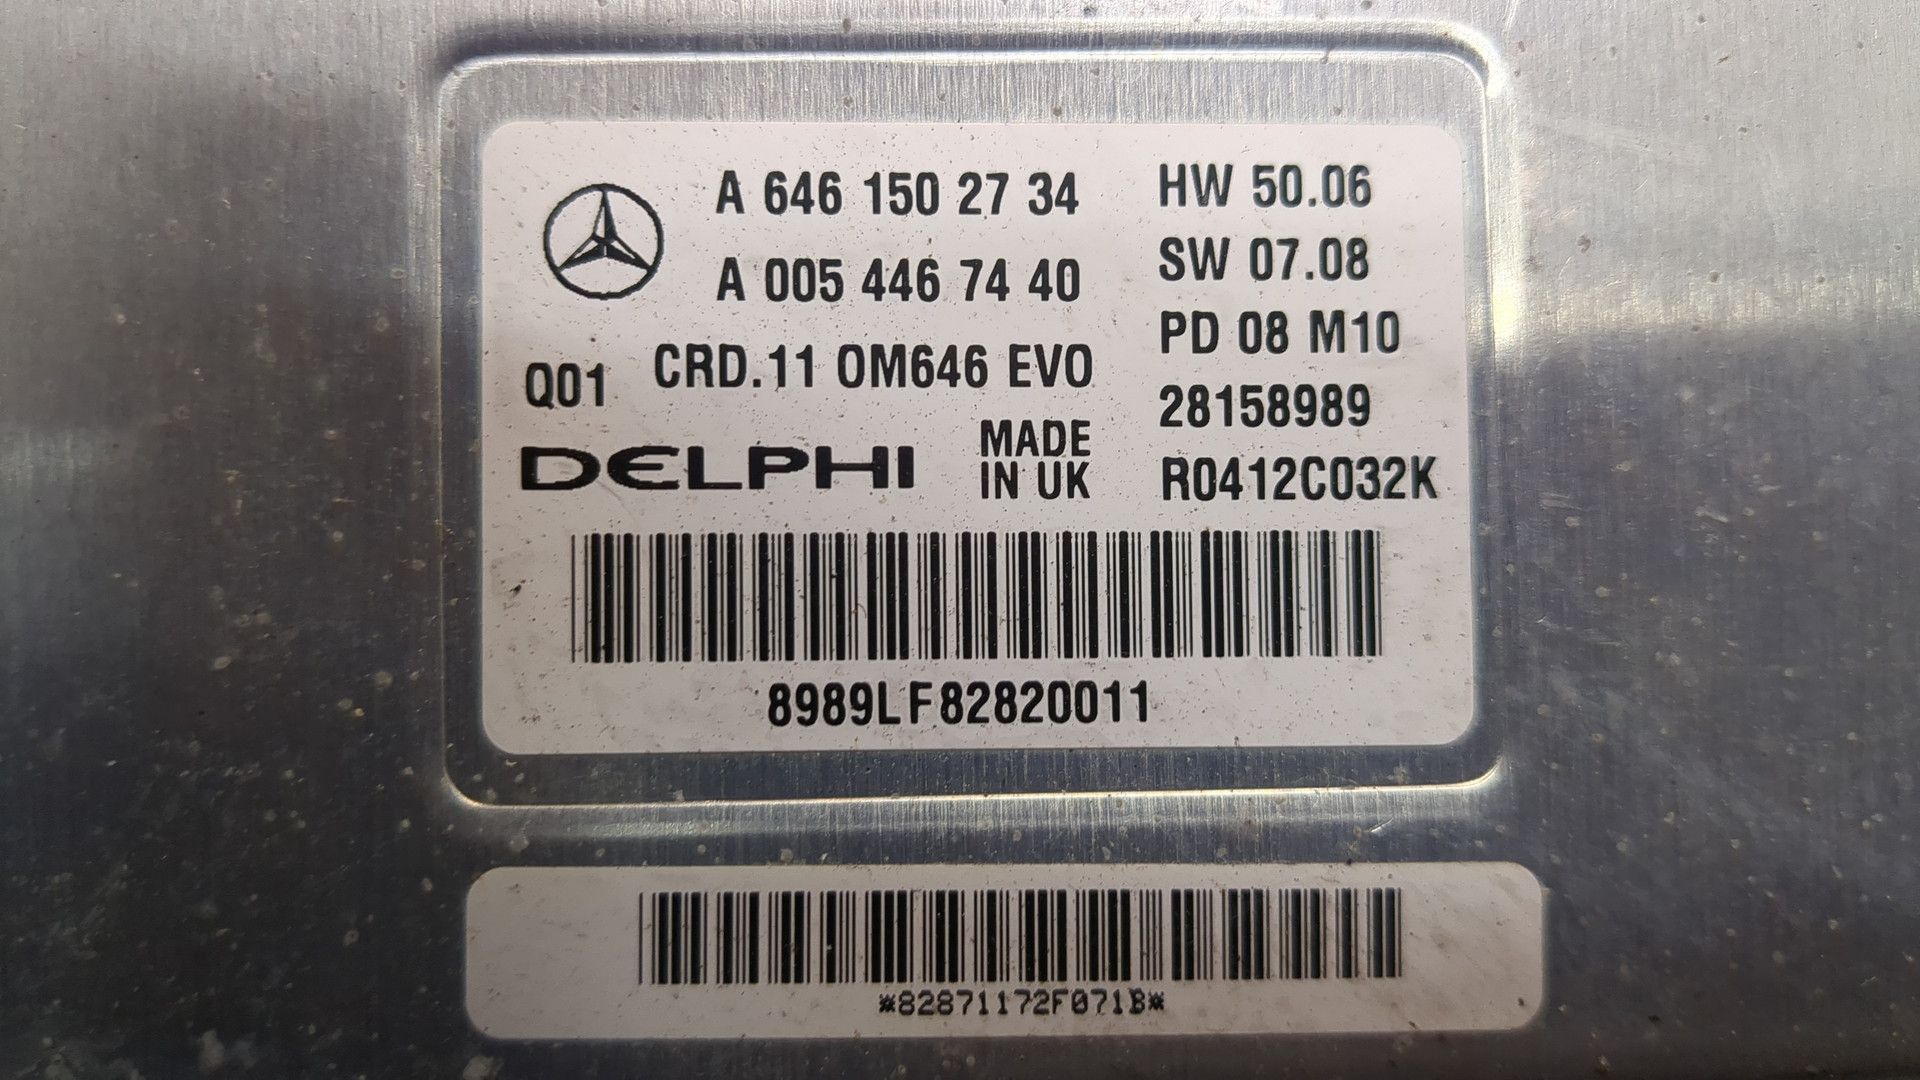 A 646 150 27 34
A 005 446 74 40
Q01 CRD.11 OM646 EVO
DELPHI MADE IN UK
HW 50.06
SW 07.08
PD 08 M10
28158989
R0412C032K
8989LF82820011
*82871172F071B*